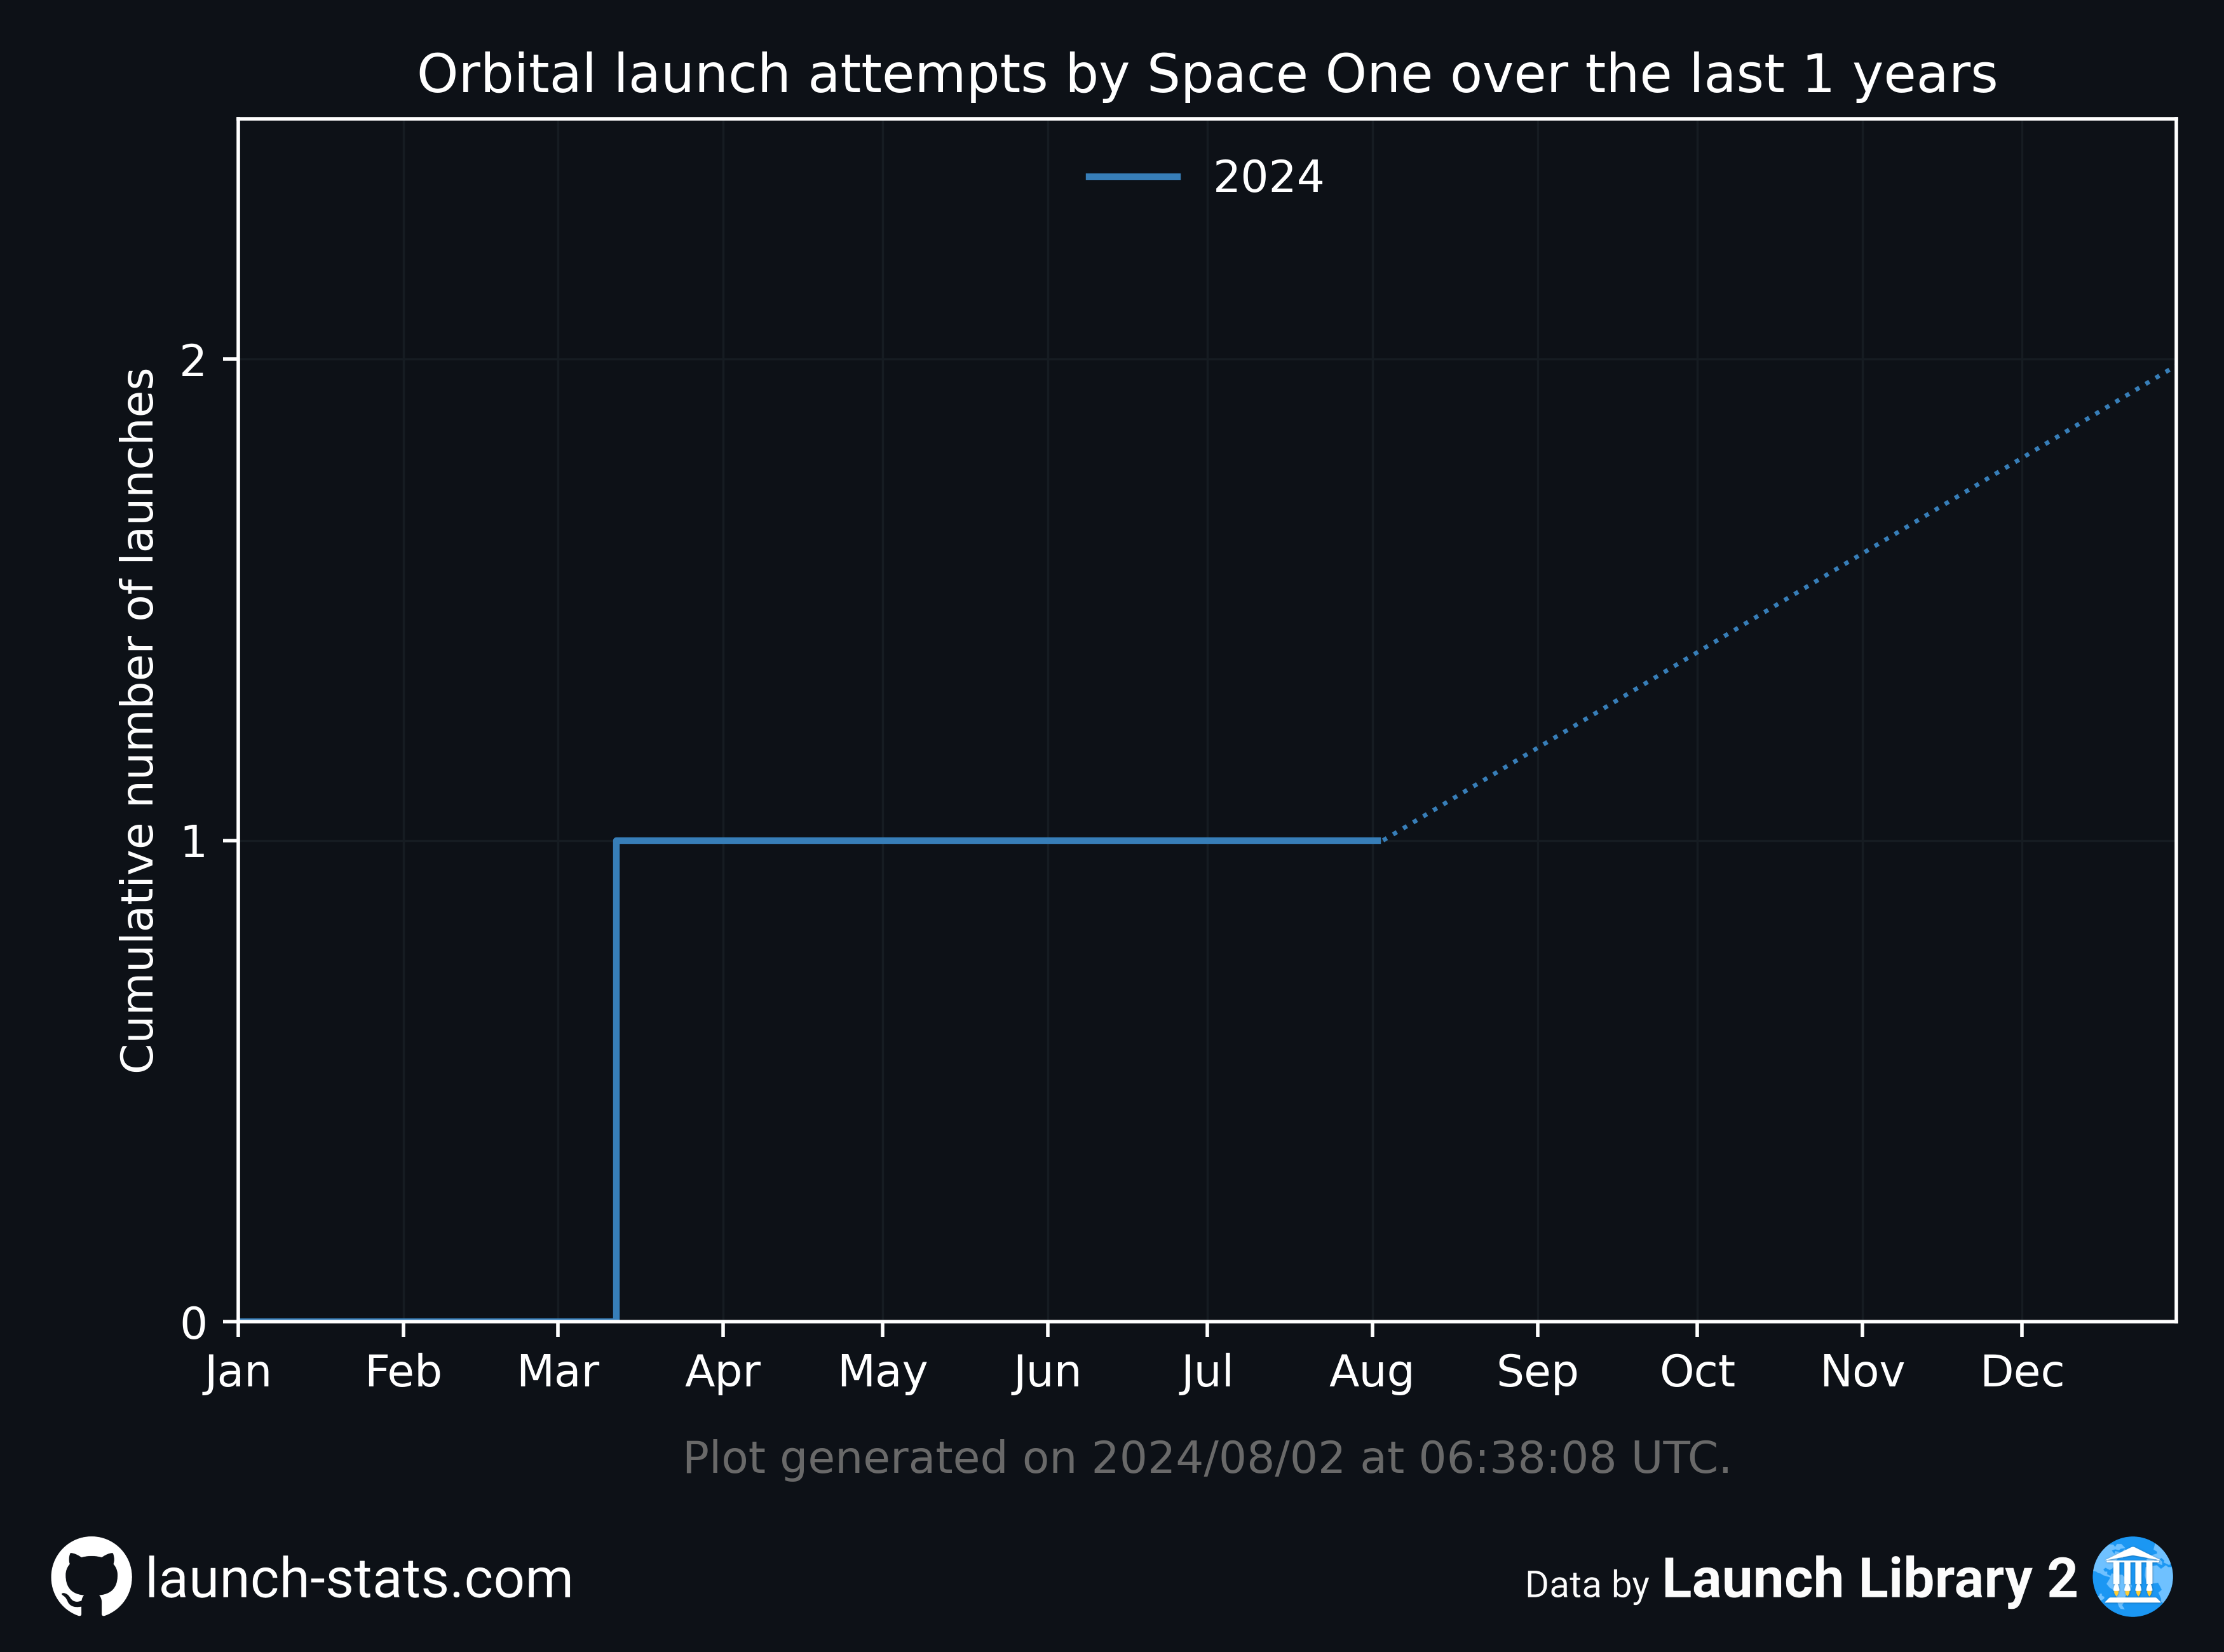 Orbital launch attempts by Space One over the last 1 years
2024
Cumulative number of launches
2
1
0
Jan Feb Mar Apr May Jun Jul Aug Sep Oct Nov Dec
Plot generated on 2024/08/02 at 06:38:08 UTC.
launch-stats.com
Data by Launch Library 2